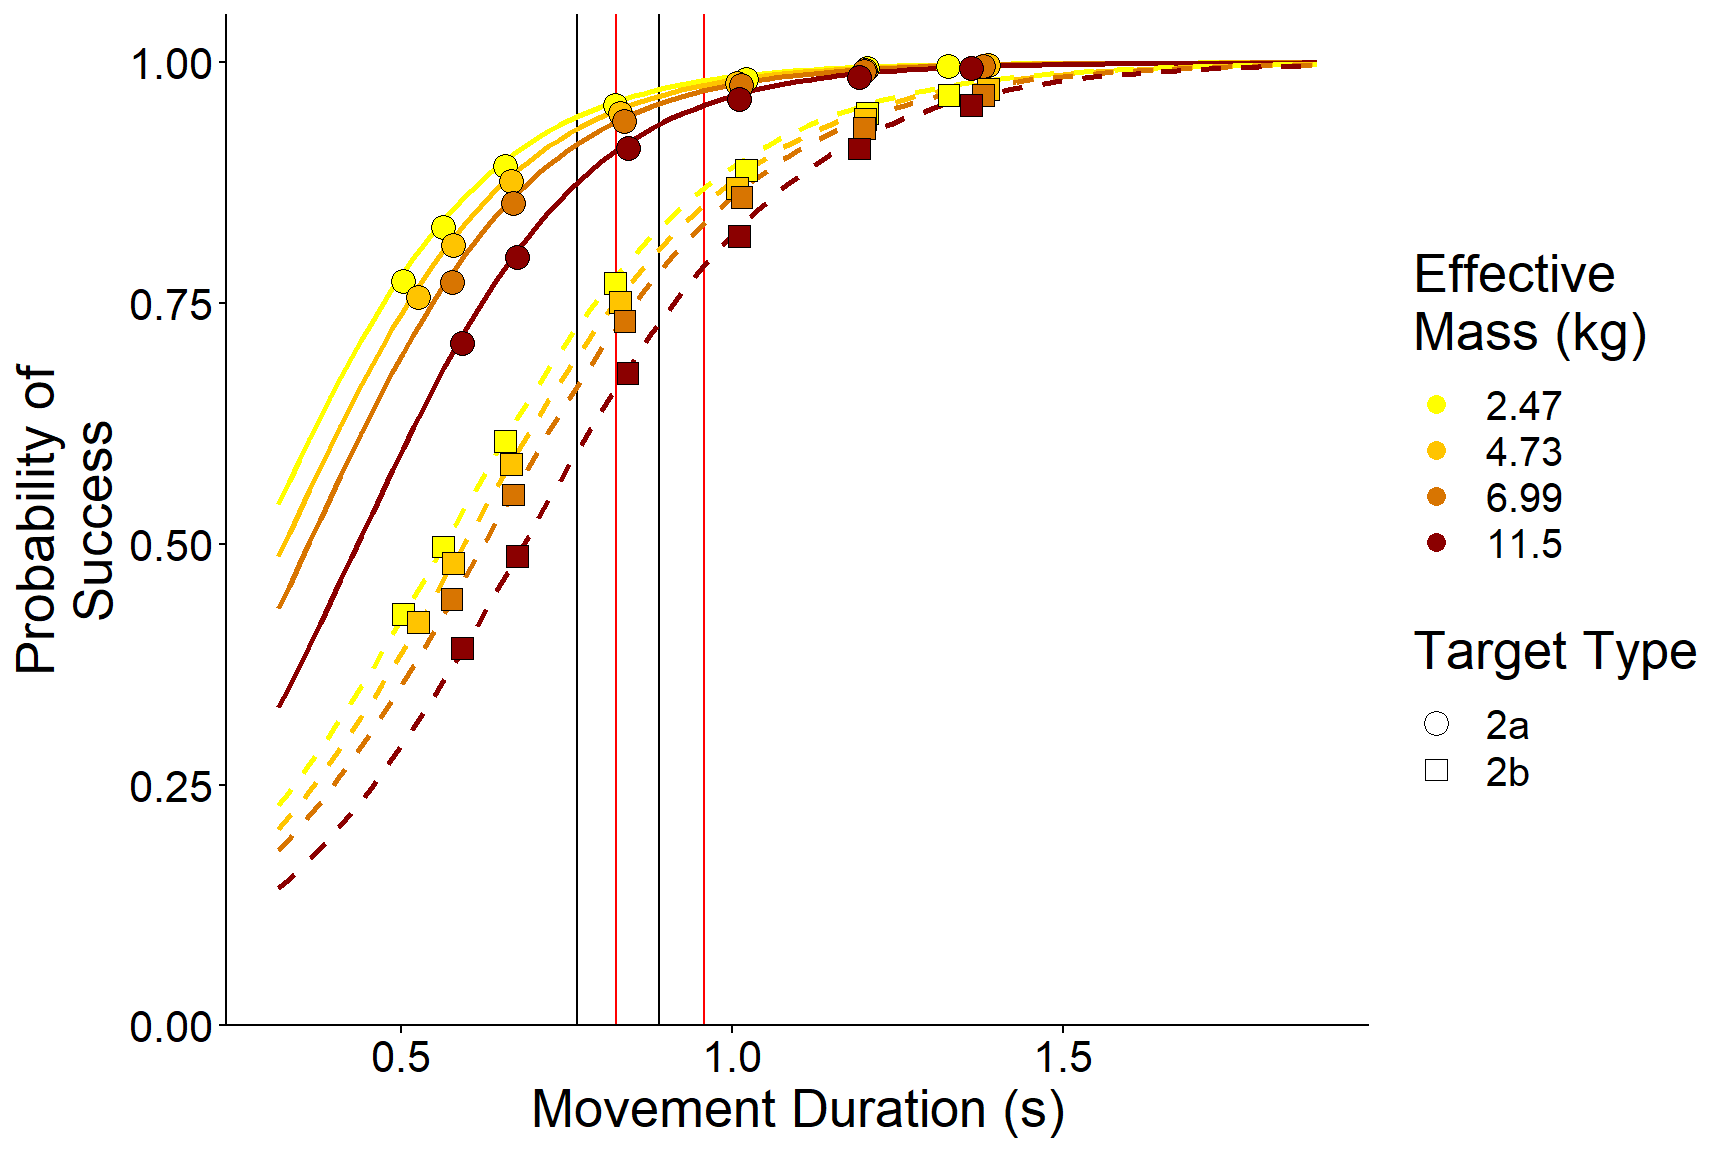 Probability of
Success
1.00
0.75
0.50
0.25
0.00
0.5
1.0
1.5
Movement Duration (s)
Effective
Mass (kg)
2.47
4.73
6.99
11.5
Target Type
2a
2b